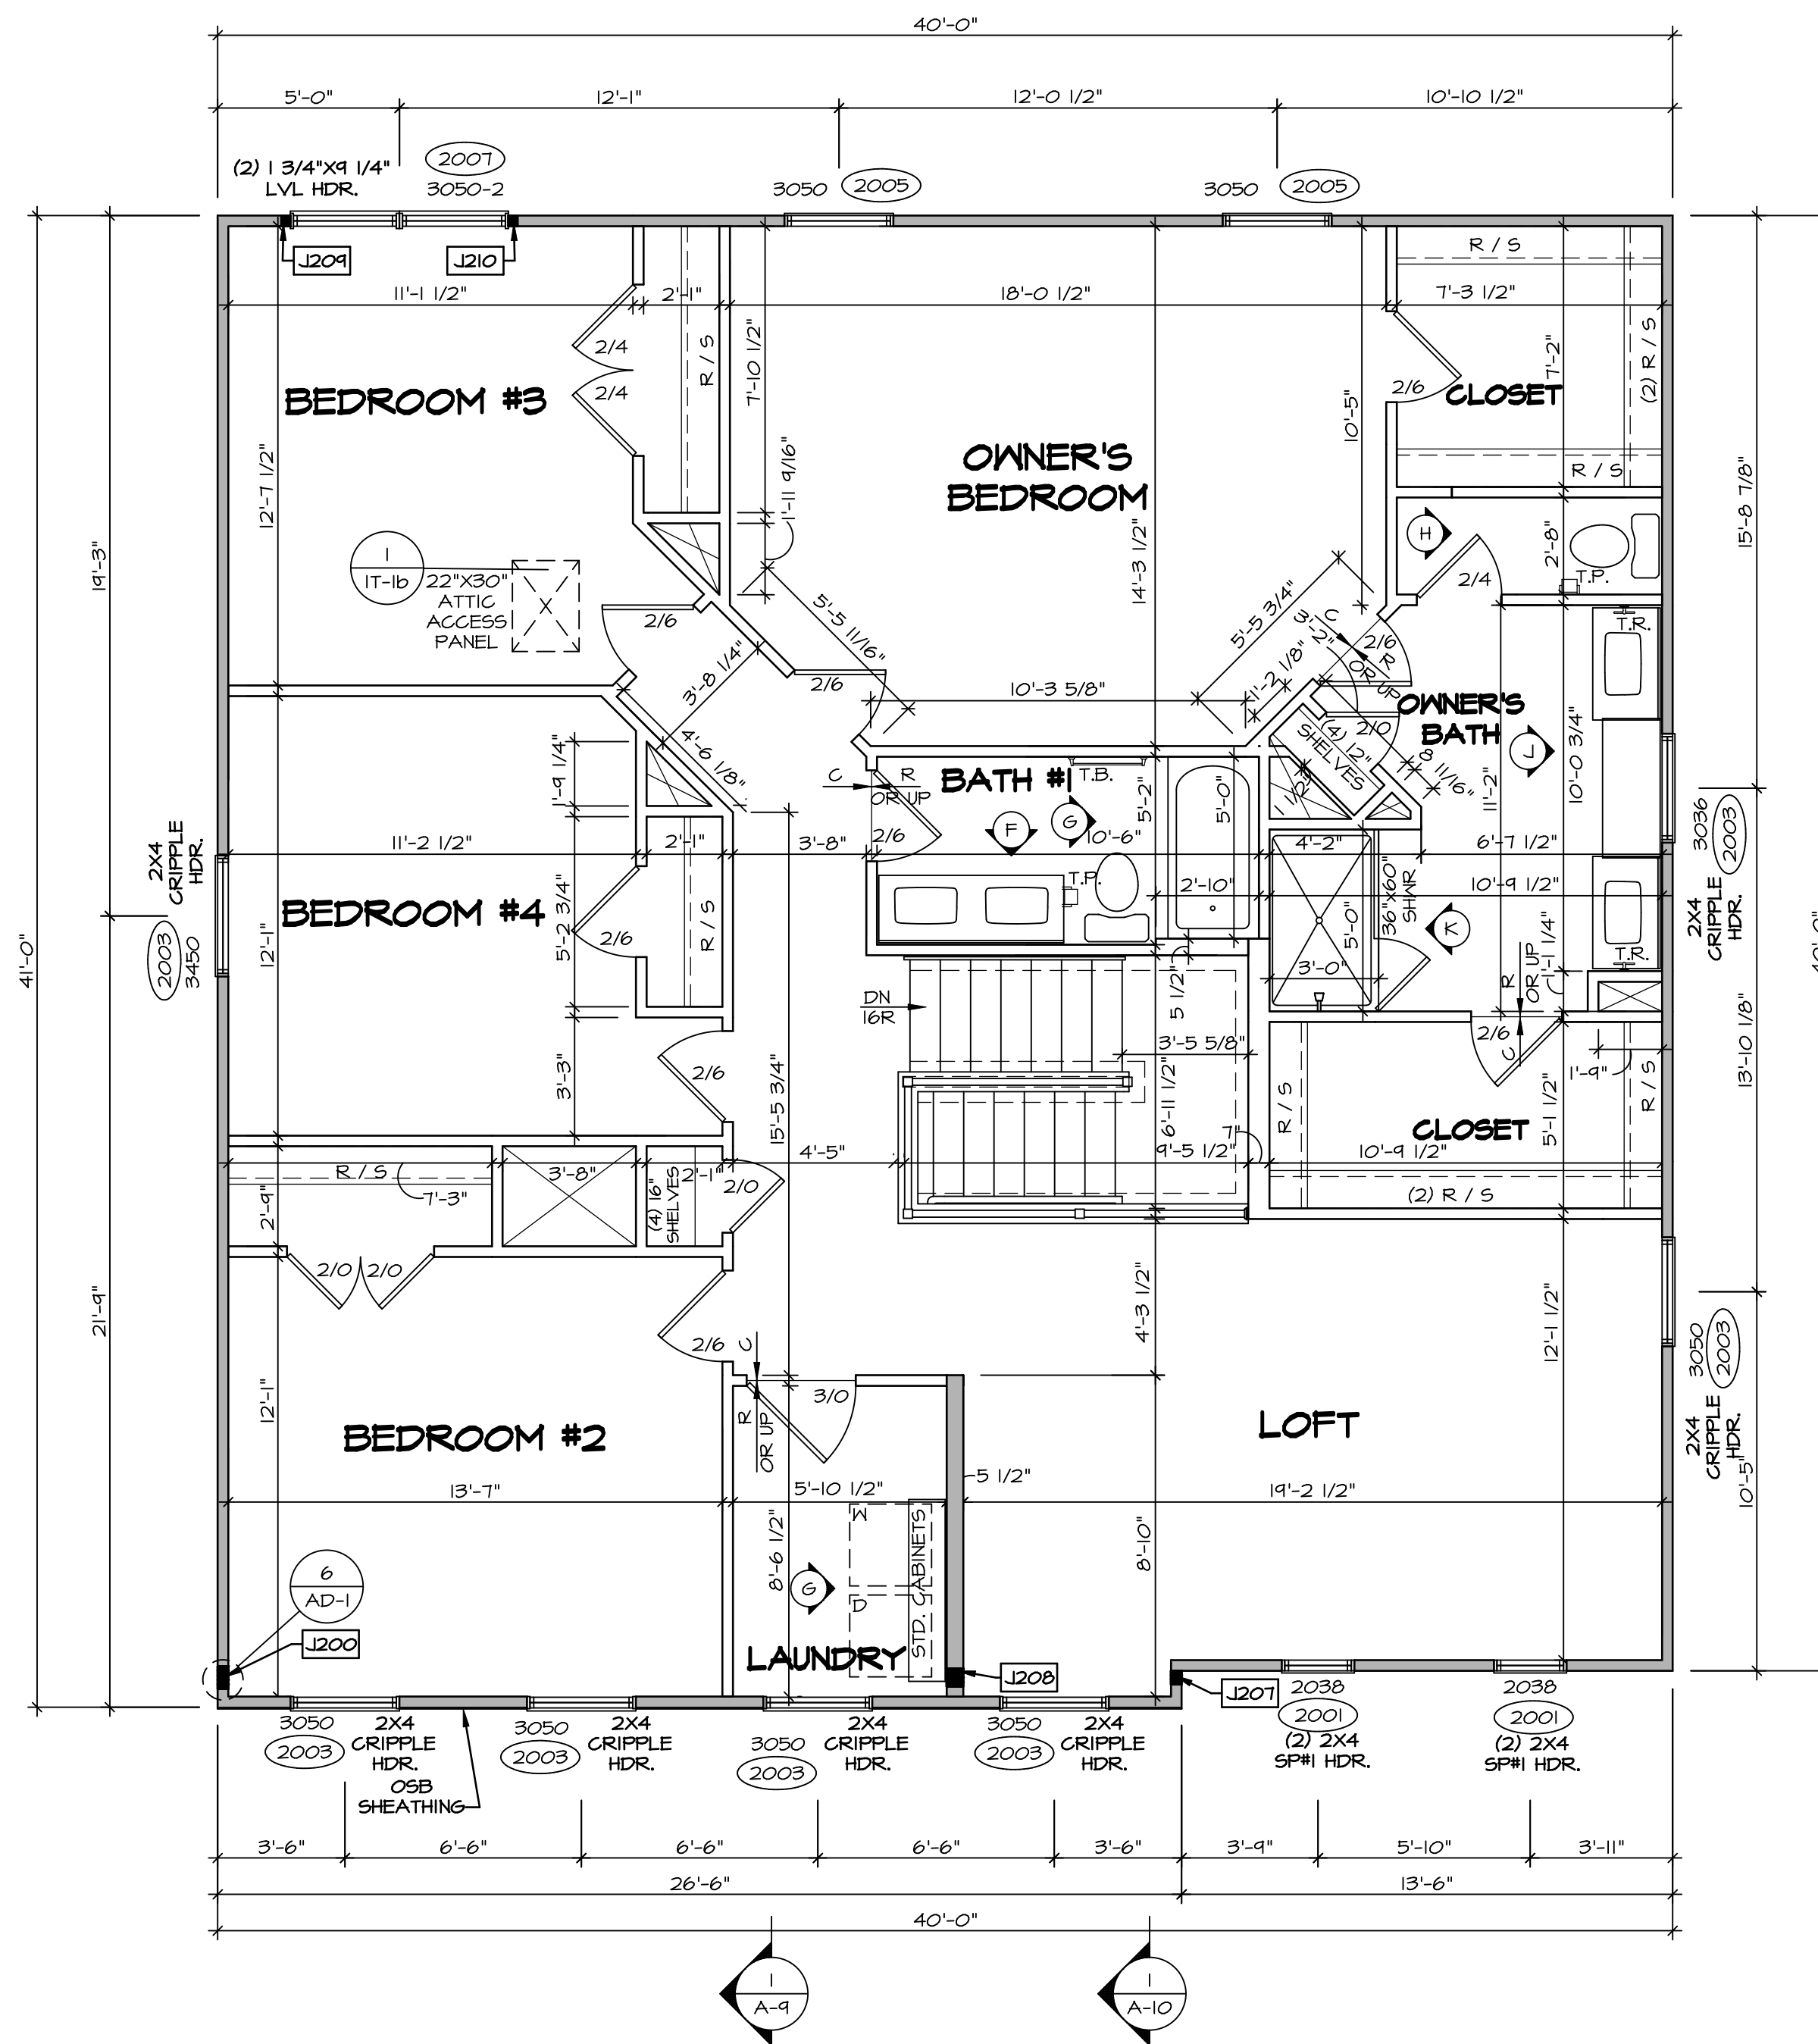 40'-0"
5'-0"
12'-1"
12'-0 1/2"
10'-10 1/2"
(2) 1 3/4"X9 1/4"
LVL HDR.
2007
3050-2
3050
2005
3050
2005
J209
J210
R / S
11'-1 1/2"
2'-1"
18'-0 1/2"
7'-3 1/2"
2/4
2/4
R / S
7'-10 1/2"
10'-5"
7'-2"
(2) R / S
2/6
BEDROOM #3
CLOSET
OWNER'S
BEDROOM
12'-7 1/2"
1'-11 9/16"
R / S
15'-8 7/8"
19'-3"
14'-3 1/2"
H
2'-8"
1
1T-1b
22"X30"
ATTIC
ACCESS
PANEL
2/4
T.P.
2/6
5'-5 11/16"
5'-5 3/4"
T.R.
3'-2"
C
2/6
R
OR UP
3'-8 1/4"
2/6
10'-3 5/8"
1'-2 1/8"
OWNER'S
BATH
2/0
(4) 12"
SHELVES
J
10'-0 3/4"
4'-6 1/8"
1'-9 1/4"
C
R
OR UP
BATH #1
T.B.
5'-2"
5'-0"
11'-2"
2X4
CRIPPLE
HDR.
2003
3450
11'-2 1/2"
2'-1"
3'-8"
2/6
F
G
10'-6"
4'-2"
6'-7 1/2"
3036
2003
2X4
CRIPPLE
HDR.
T.P.
2'-10"
36"X60"
SHWR
10'-9 1/2"
BEDROOM #4
5'-2 3/4"
2/6
R / S
12'-1"
41'-0"
5'-0"
K
T.R.
3'-0"
R
OR UP
1'-1 1/4"
DN
16R
5 1/2"
3'-5 5/8"
2/6
C
1'-9"
R / S
13'-10 1/8"
40'-0"
3'-3"
2/6
15'-5 3/4"
6'-11 1/2"
R / S
CLOSET
5'-1 1/2"
R / S
7'-3"
3'-8"
(4) 16"
SHELVES
2'-1"
2/0
4'-5"
9'-5 1/2"
7"
10'-9 1/2"
(2) R / S
2'-9"
2/0
2/0
21'-9"
4'-3 1/2"
12'-1 1/2"
3050
2003
2X4
CRIPPLE
HDR.
2/6
C
3/0
R
OR UP
12'-1"
BEDROOM #2
LOFT
10'-5"
13'-7"
5'-10 1/2"
5 1/2"
19'-2 1/2"
W
8'-6 1/2"
8'-10"
STD. CABINETS
G
D
6
AD-1
J200
LAUNDRY
J208
J207
3050
2003
2X4
CRIPPLE
HDR.
3050
2003
2X4
CRIPPLE
HDR.
3050
2003
2X4
CRIPPLE
HDR.
3050
2003
2X4
CRIPPLE
HDR.
2038
2001
(2) 2X4
SP#1 HDR.
2038
2001
(2) 2X4
SP#1 HDR.
OSB
SHEATHING
3'-6"
6'-6"
6'-6"
6'-6"
3'-6"
3'-9"
5'-10"
3'-11"
26'-6"
13'-6"
40'-0"
1
A-9
1
A-10